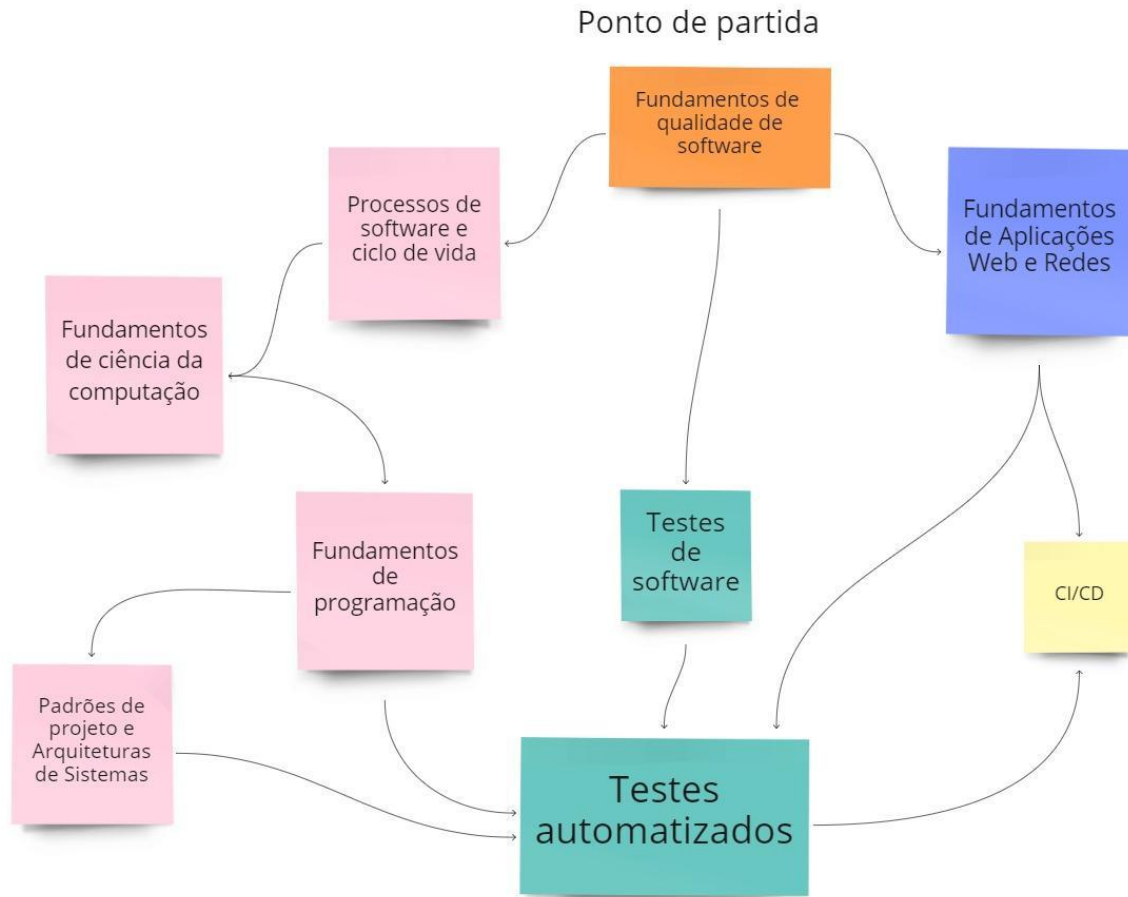 Ponto de partida
Fundamentos de
qualidade de
software
Processos de
software e
ciclo de vida
Fundamentos
de Aplicações
Web e Redes
Fundamentos
de ciência da
computação
Fundamentos
de
programação
Testes
de
software
CI/CD
Padrões de
projeto e
Arquiteturas
de Sistemas
Testes
automatizados